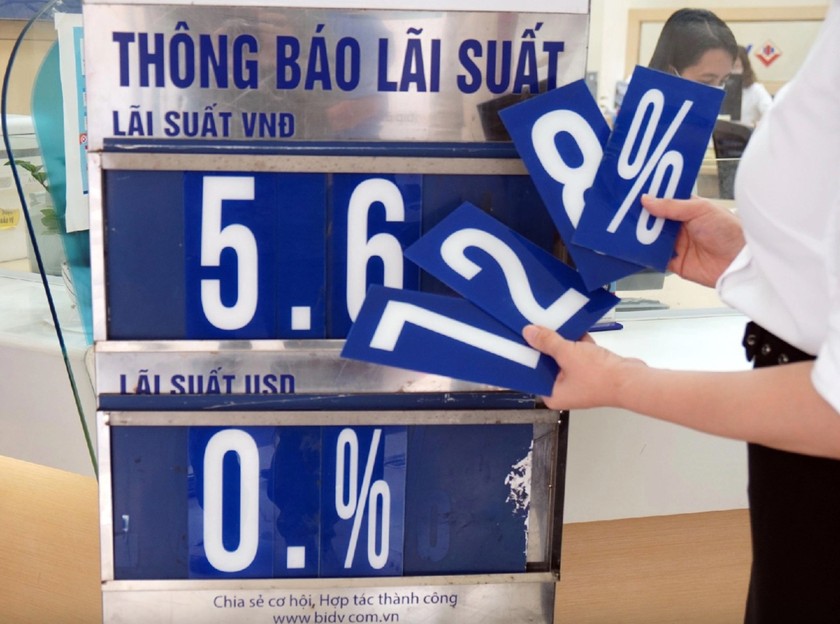 THÔNG BÁO LÃI SUẤT
LÃI SUẤT VNĐ
5.6
8 %
2
1
LÃI SUẤT USD
0.%
Chia sẻ cơ hội, Hợp tác thành công
www.bidv.com.vn